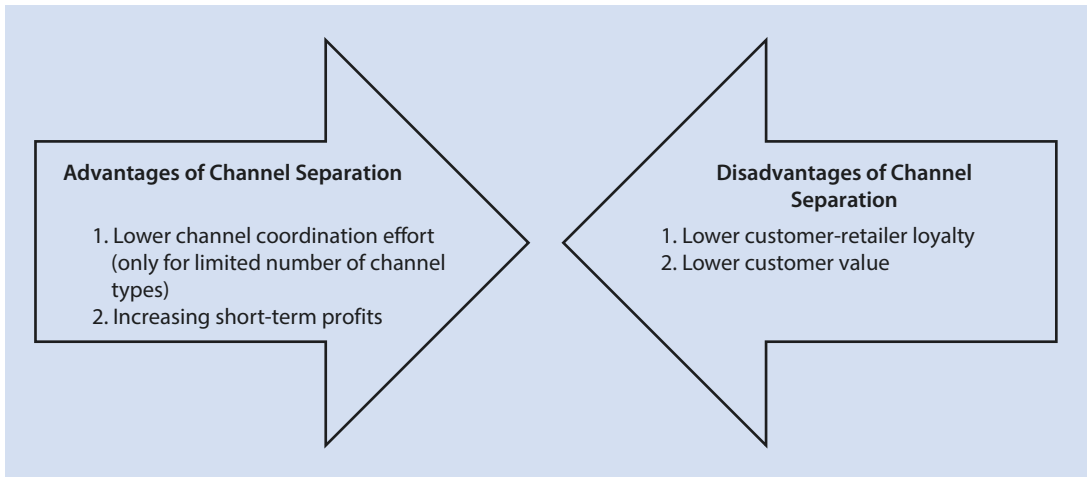 Advantages of Channel Separation
1. Lower channel coordination effort
(only for limited number of channel
types)
2. Increasing short-term profits
Disadvantages of Channel
Separation
1. Lower customer-retailer loyalty
2. Lower customer value